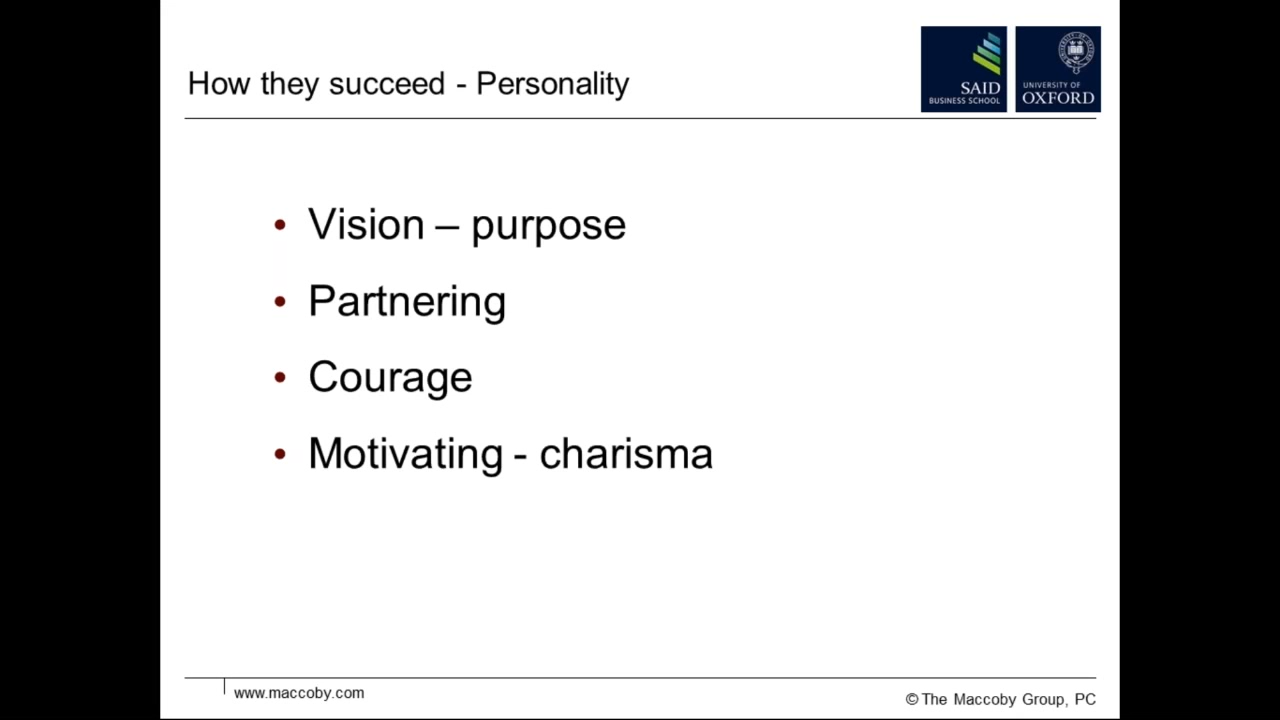 How they succeed - Personality
SAID
BUSINESS SCHOOL
UNIVERSITY OF
OXFORD
• Vision – purpose
• Partnering
• Courage
• Motivating - charisma
www.maccoby.com
© The Maccoby Group, PC